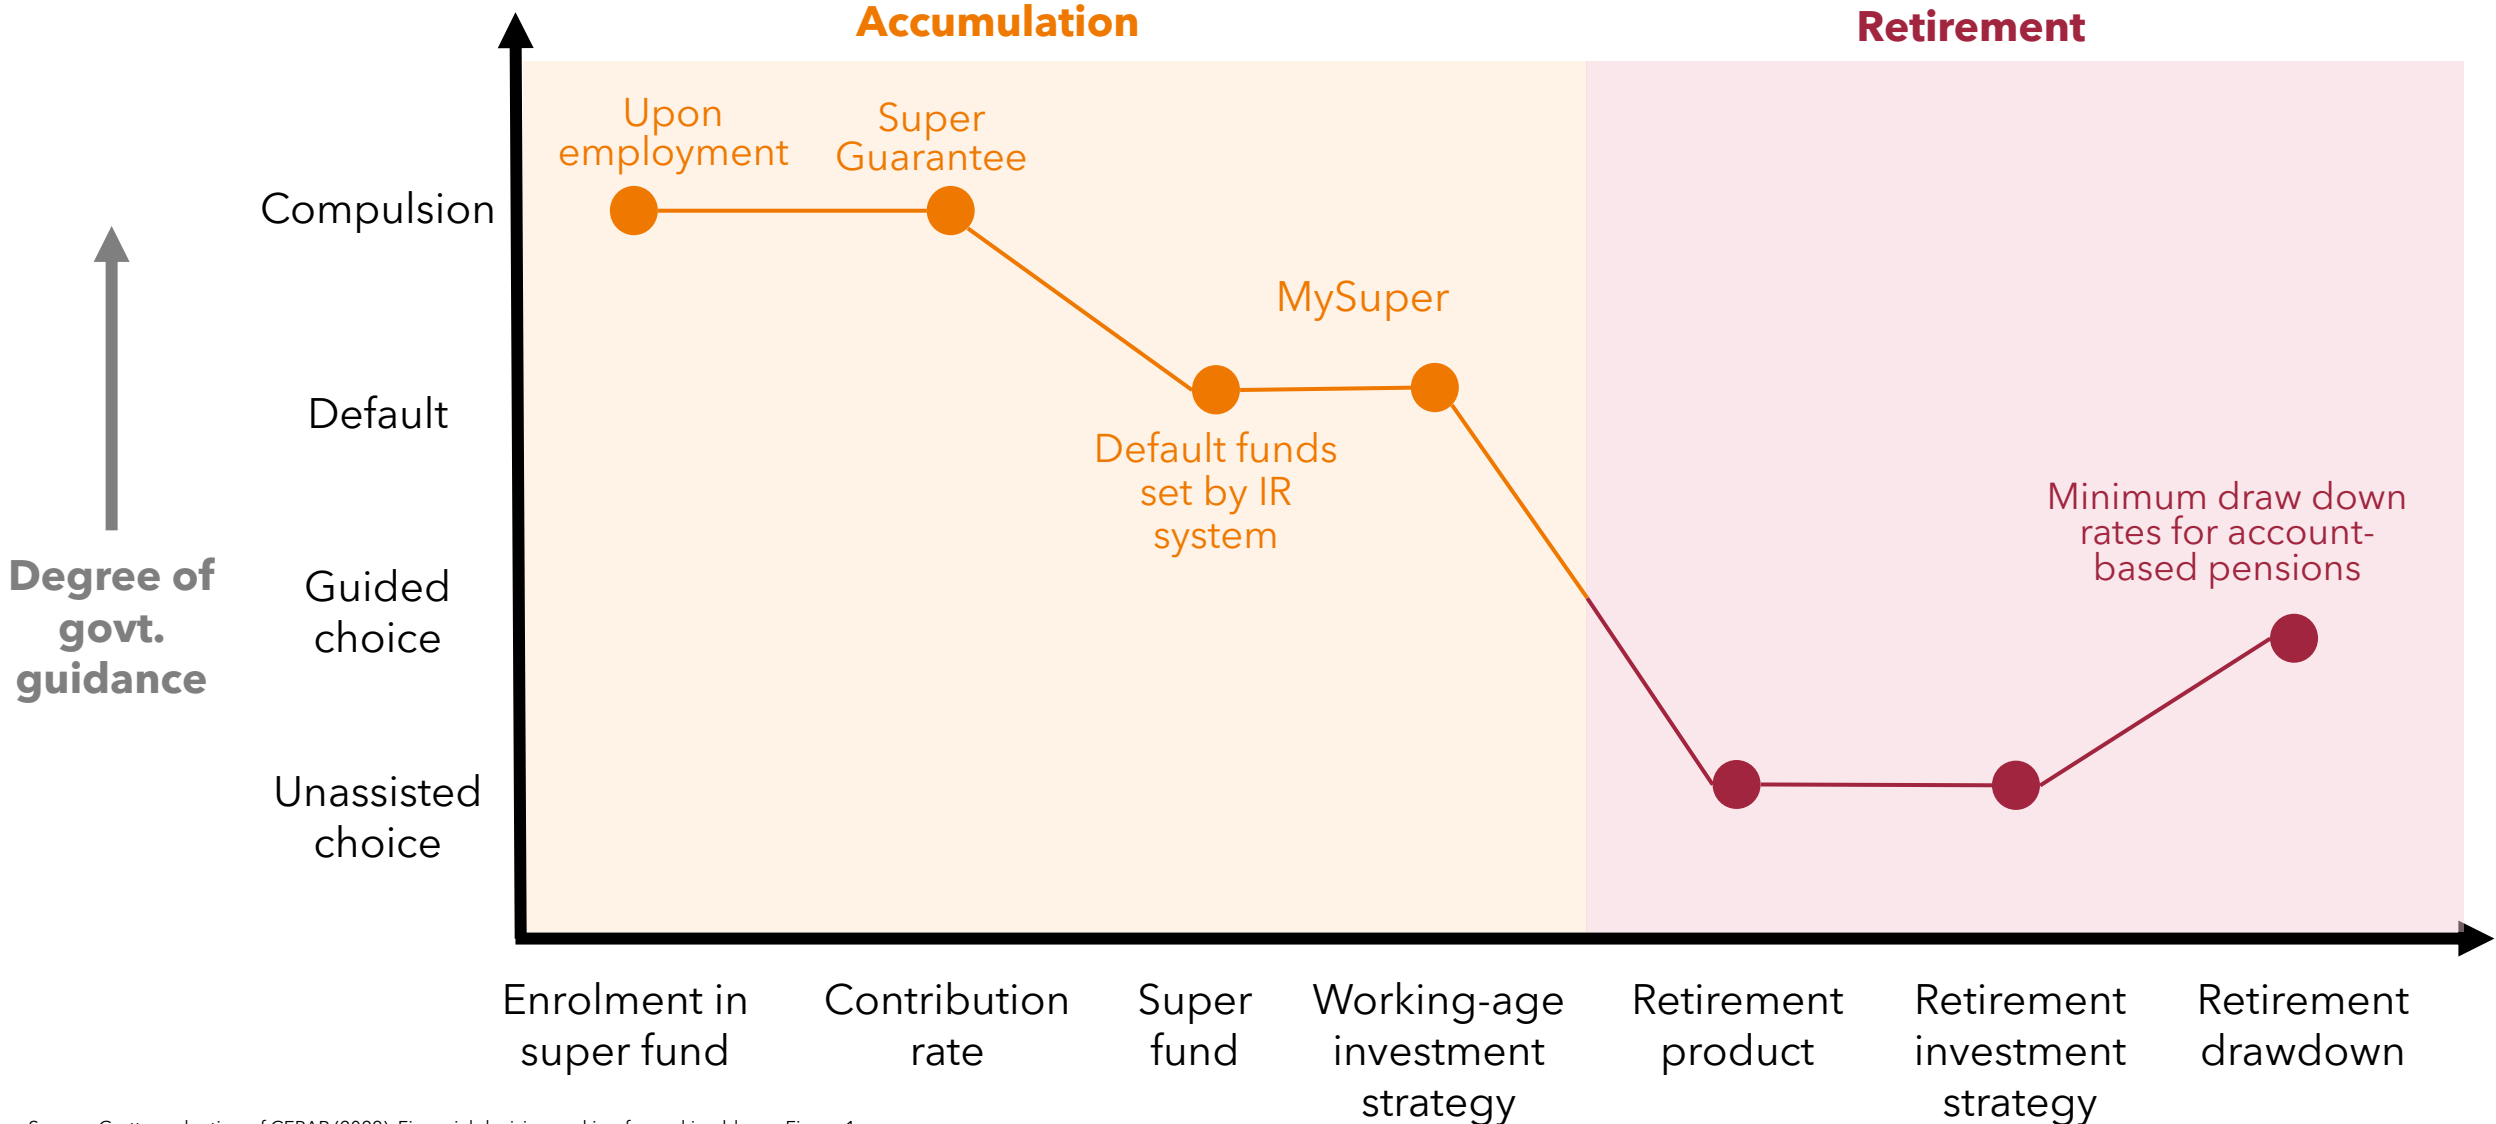 Accumulation
Retirement
Upon
employment
Super
Guarantee
Compulsion
MySuper
Default
Default funds
set by IR
system
Minimum draw down
rates for account-
based pensions
Degree of
govt.
guidance
Guided
choice
Unassisted
choice
Enrolment in
super fund
Contribution
rate
Super
fund
Working-age
investment
strategy
Retirement
product
Retirement
investment
strategy
Retirement
drawdown